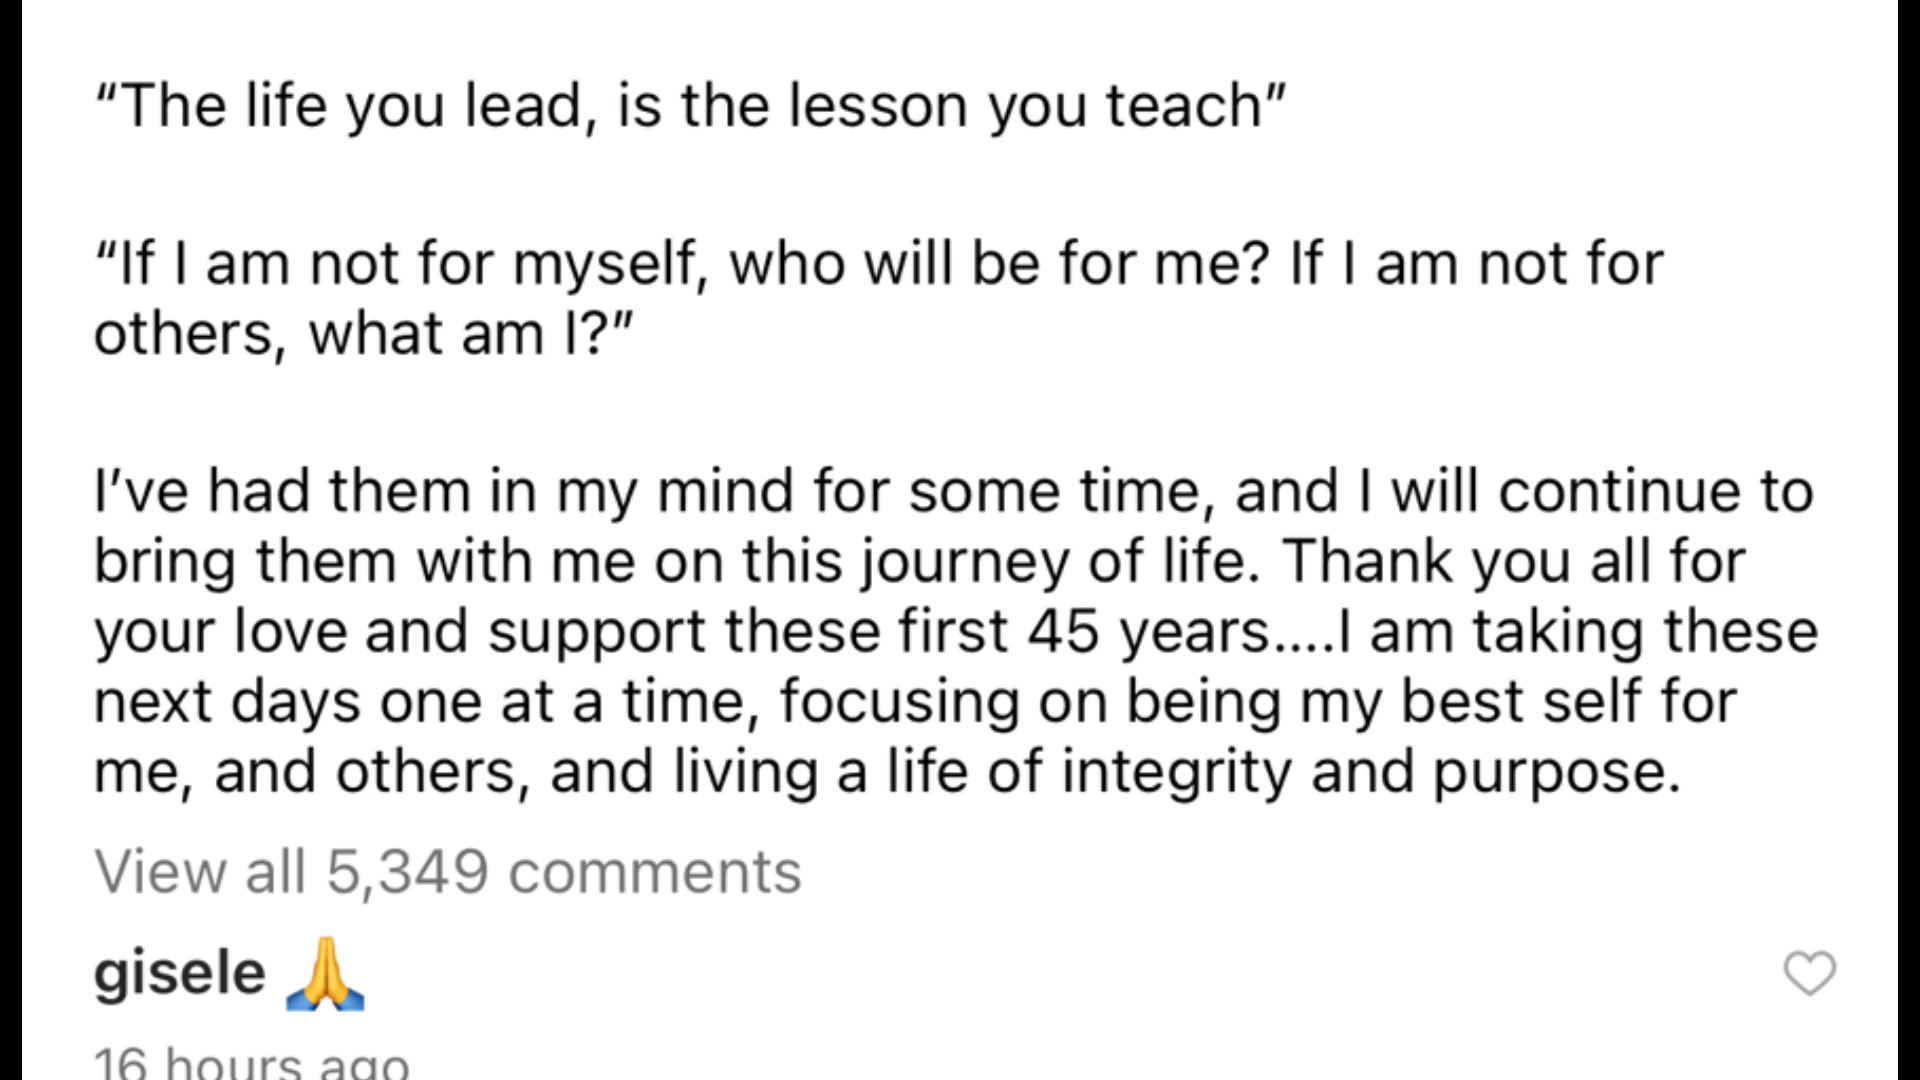 “The life you lead, is the lesson you teach”
“If I am not for myself, who will be for me? If I am not for
others, what am I?”
I’ve had them in my mind for some time, and I will continue to
bring them with me on this journey of life. Thank you all for
your love and support these first 45 years....I am taking these
next days one at a time, focusing on being my best self for
me, and others, and living a life of integrity and purpose.
View all 5,349 comments
gisele 🙏
16 hours ago